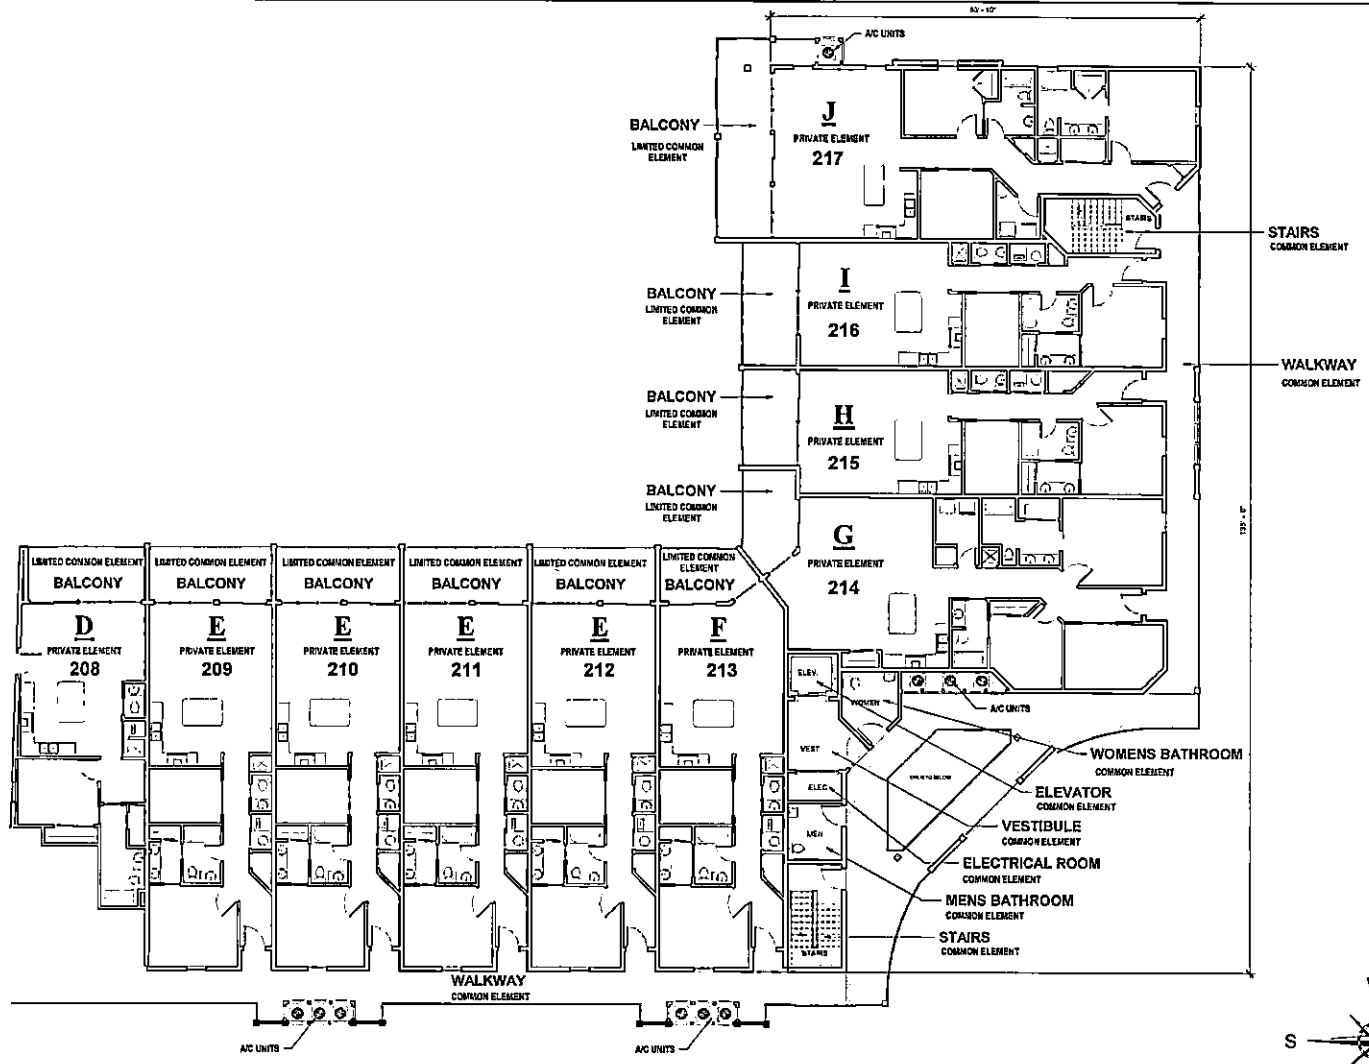 A/C UNITS
J
PRIVATE ELEMENT
217
BALCONY
LIMITED COMMON
ELEMENT
STAIRS
STAIRS
COMMON ELEMENT
I
PRIVATE ELEMENT
216
BALCONY
LIMITED COMMON
ELEMENT
WALKWAY
COMMON ELEMENT
H
PRIVATE ELEMENT
215
BALCONY
LIMITED COMMON
ELEMENT
BALCONY
LIMITED COMMON
ELEMENT
G
PRIVATE ELEMENT
214
LIMITED COMMON ELEMENT
BALCONY
LIMITED COMMON ELEMENT
BALCONY
LIMITED COMMON ELEMENT
BALCONY
LIMITED COMMON ELEMENT
BALCONY
LIMITED COMMON ELEMENT
BALCONY
LIMITED COMMON
ELEMENT
BALCONY
D
PRIVATE ELEMENT
208
E
PRIVATE ELEMENT
209
E
PRIVATE ELEMENT
210
E
PRIVATE ELEMENT
211
E
PRIVATE ELEMENT
212
F
PRIVATE ELEMENT
213
ELEV.
WOMEN
A/C UNITS
VEST
ELEC
MEN
STAIRS
WOMENS BATHROOM
COMMON ELEMENT
ELEVATOR
COMMON ELEMENT
VESTIBULE
COMMON ELEMENT
ELECTRICAL ROOM
COMMON ELEMENT
MENS BATHROOM
COMMON ELEMENT
STAIRS
COMMON ELEMENT
WALKWAY
COMMON ELEMENT
A/C UNITS
A/C UNITS
S